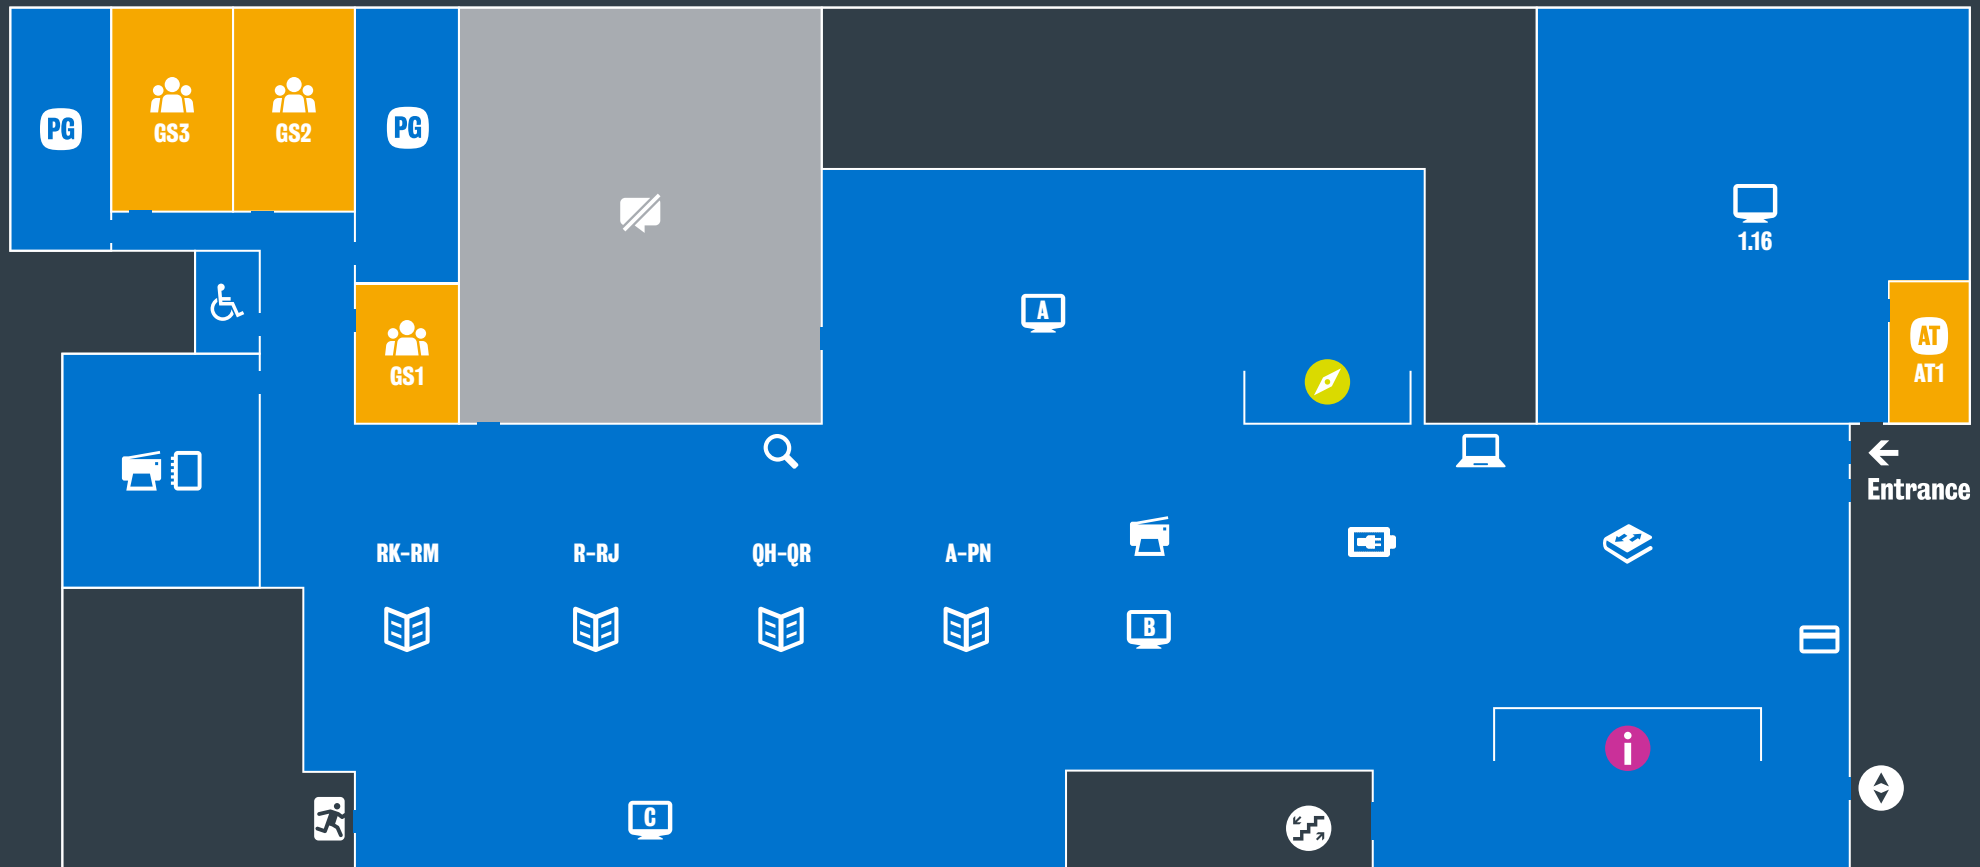 PG
GS3
GS2
PG
1.16
A
AT
AT1
GS1
Entrance
RK-RM
R-RJ
QH-QR
A-PN
B
i
C